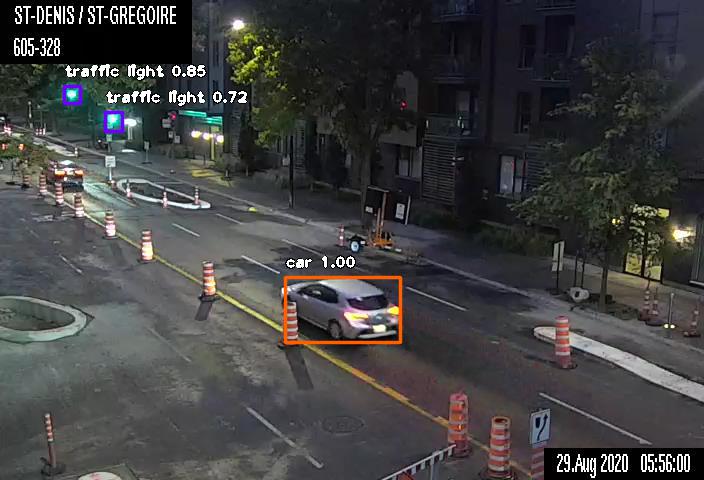 ST-DENIS / ST-GREGOIRE
605-328
traffic light 0.85
traffic light 0.72
car 1.00
29.Aug 2020 05:56:00